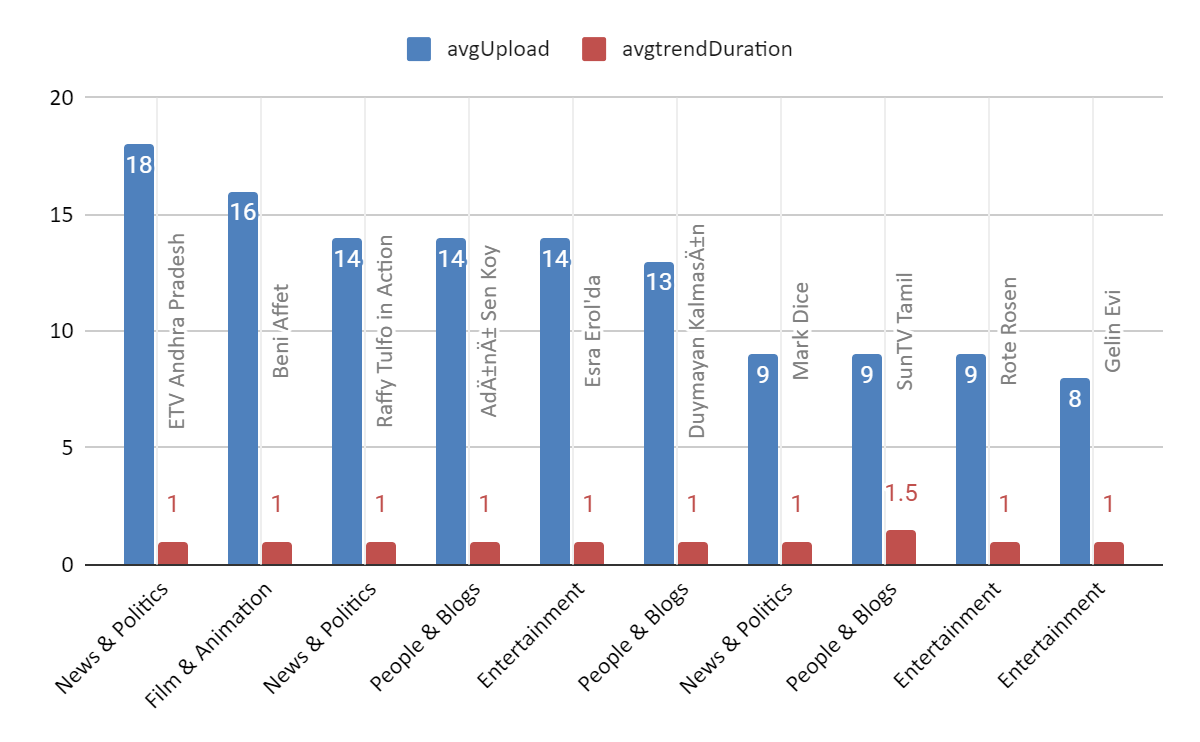 avgUpload avgtrendDuration
20
15
10
5
0
18
16
14
14
14
13
9
9
9
8
ETV Andhra Pradesh
Beni Affet
Raffy Tulfo in Action
AdÄ±nÄ± Sen Koy
Esra Erol'da
Duymayan KalmasÄ±n
Mark Dice
SunTV Tamil
Rote Rosen
Gelin Evi
1
1
1
1
1
1
1
1.5
1
1
News & Politics
Film & Animation
News & Politics
People & Blogs
Entertainment
People & Blogs
News & Politics
People & Blogs
Entertainment
Entertainment